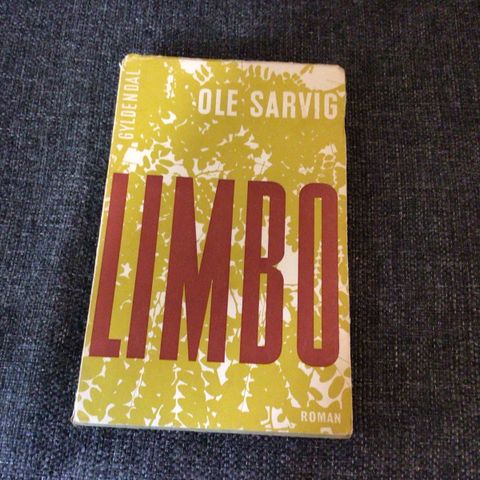 GYLDENDAL
OLE SARVIG
LIMBO
ROMAN